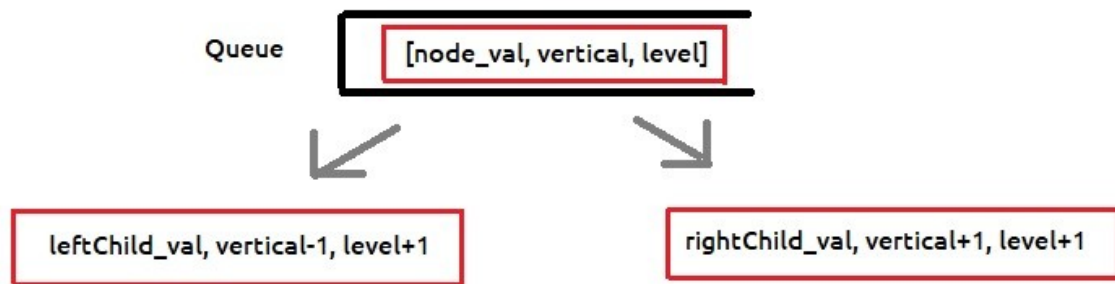 Queue
[node_val, vertical, level]
leftChild_val, vertical-1, level+1
rightChild_val, vertical+1, level+1